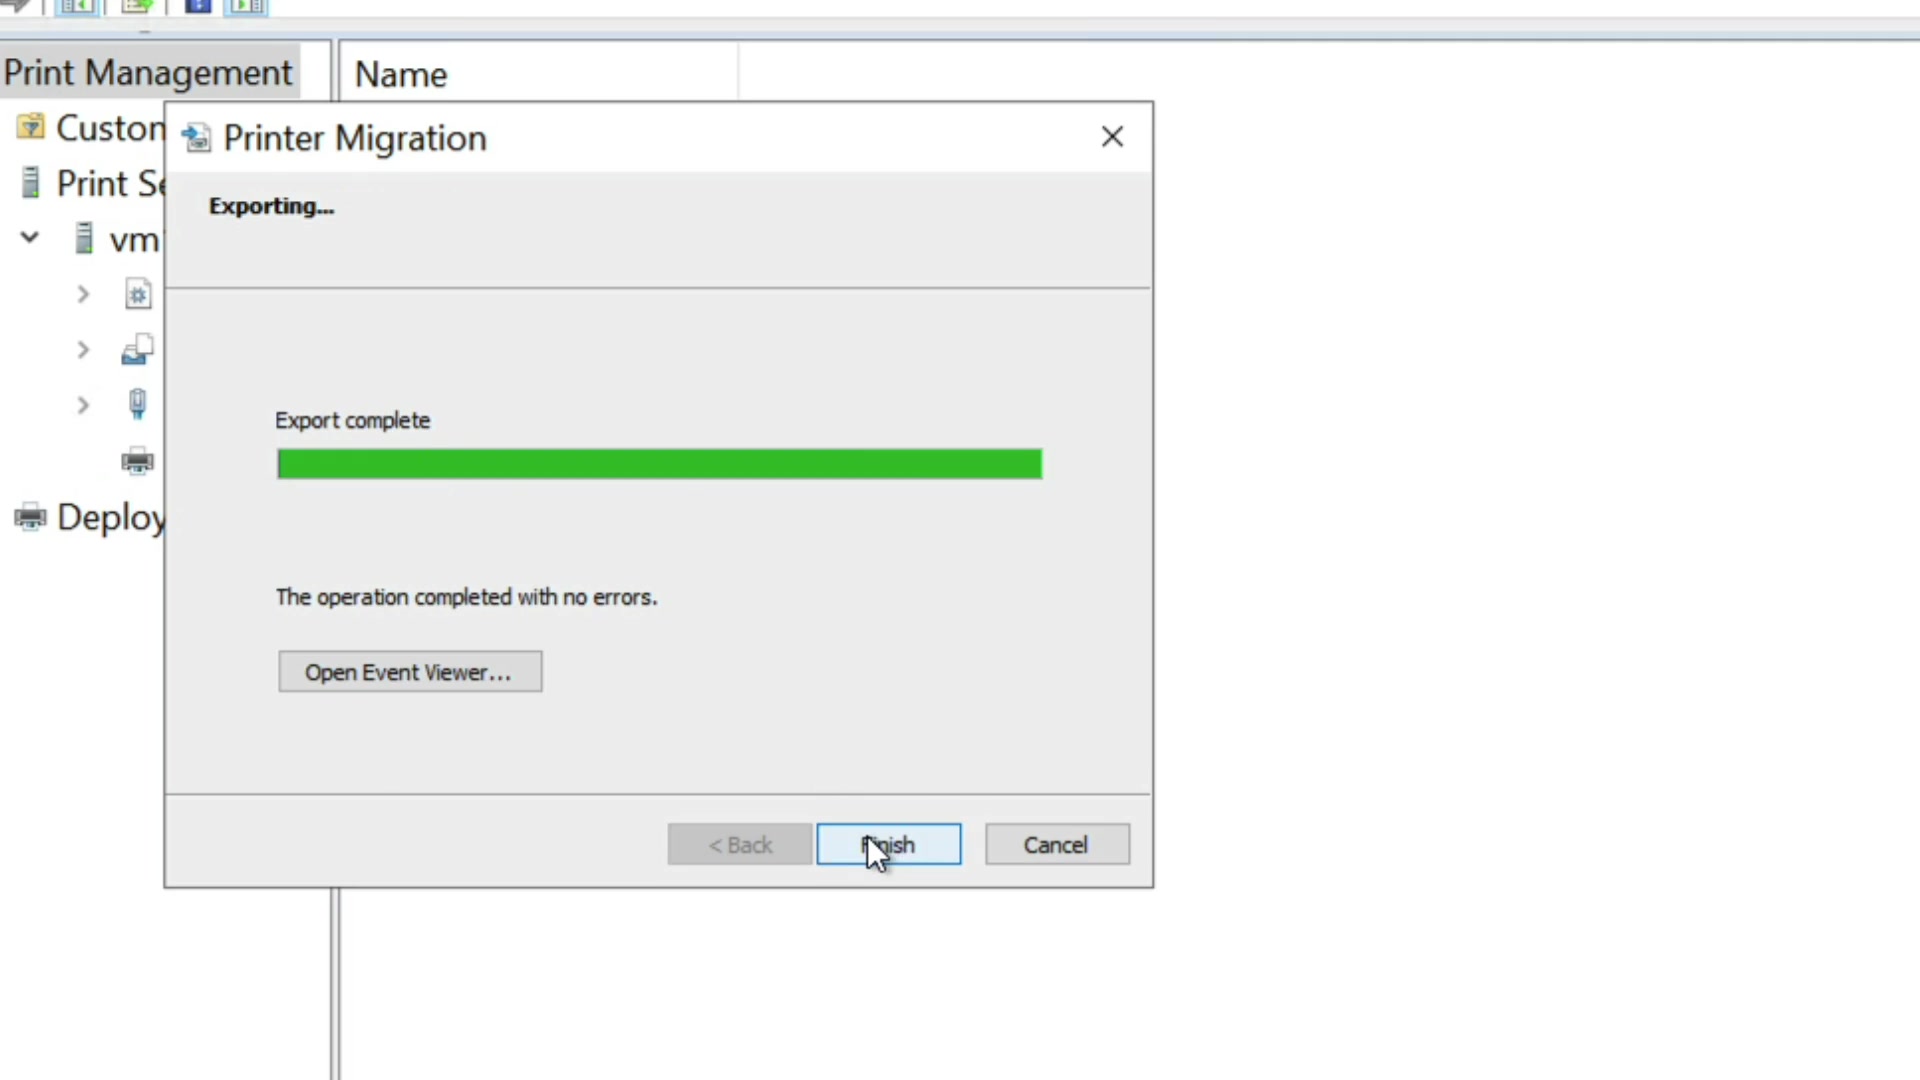 Print Management
Name
Custom
Print Se
vm
Deploy
Printer Migration
Exporting...
Export complete
The operation completed with no errors.
Open Event Viewer...
< Back
Finish
Cancel